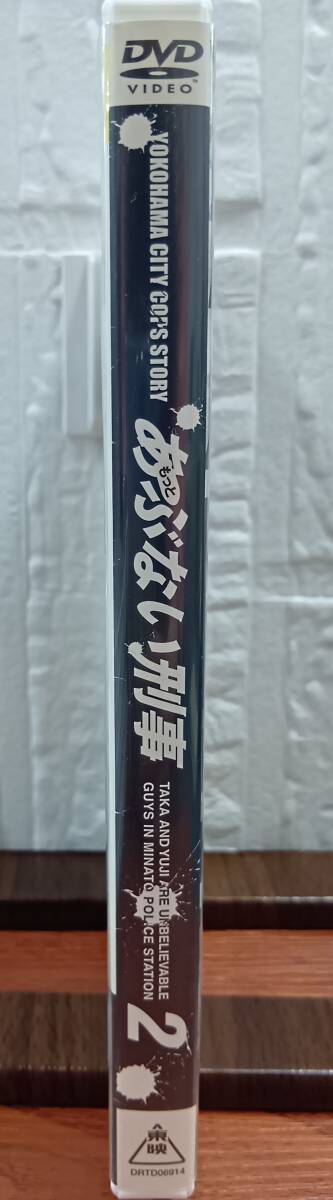 DVD
VIDEO™
YOKOHAMA CITY COP'S STORY
もっと
あぶない刑事
TAKA AND YUJI ARE UNBELIEVABLE
GUYS IN MINATO POLICE STATION
2
東映
DRTD06914